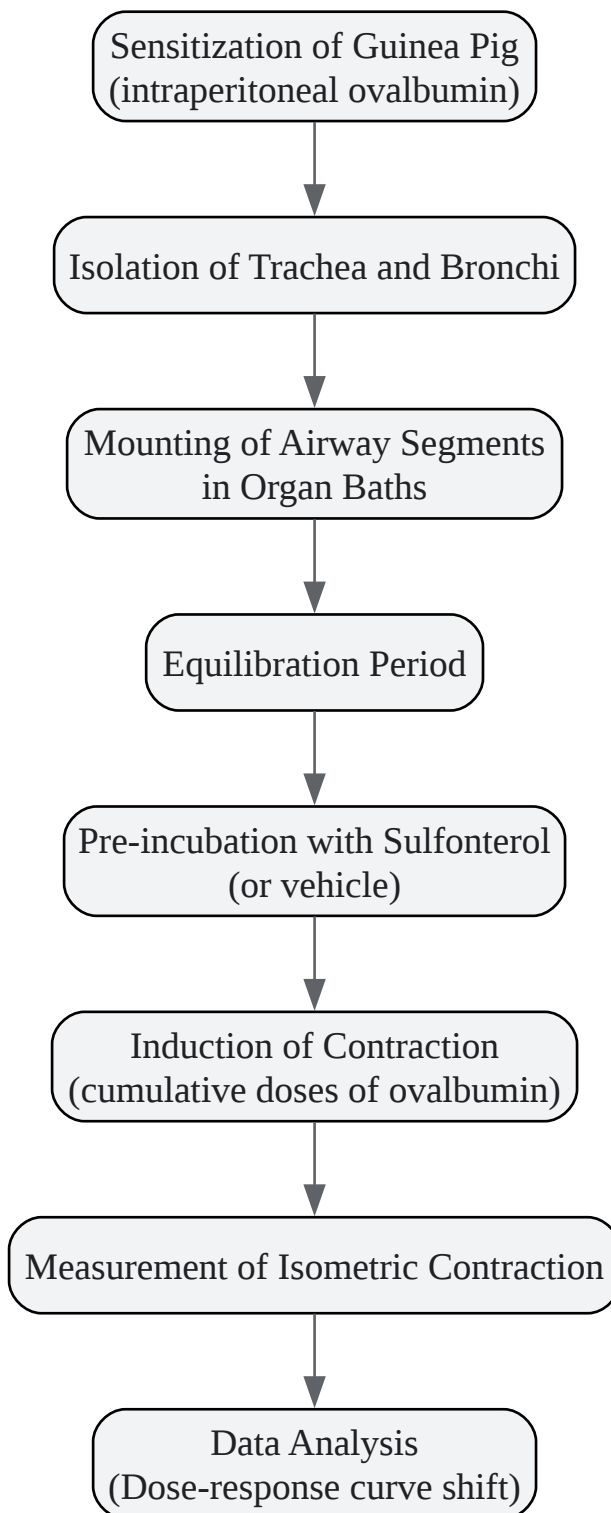 Sensitization of Guinea Pig
(intraperitoneal ovalbumin)
Isolation of Trachea and Bronchi
Mounting of Airway Segments
in Organ Baths
Equilibration Period
Pre-incubation with Sulfonterol
(or vehicle)
Induction of Contraction
(cumulative doses of ovalbumin)
Measurement of Isometric Contraction
Data Analysis
(Dose-response curve shift)